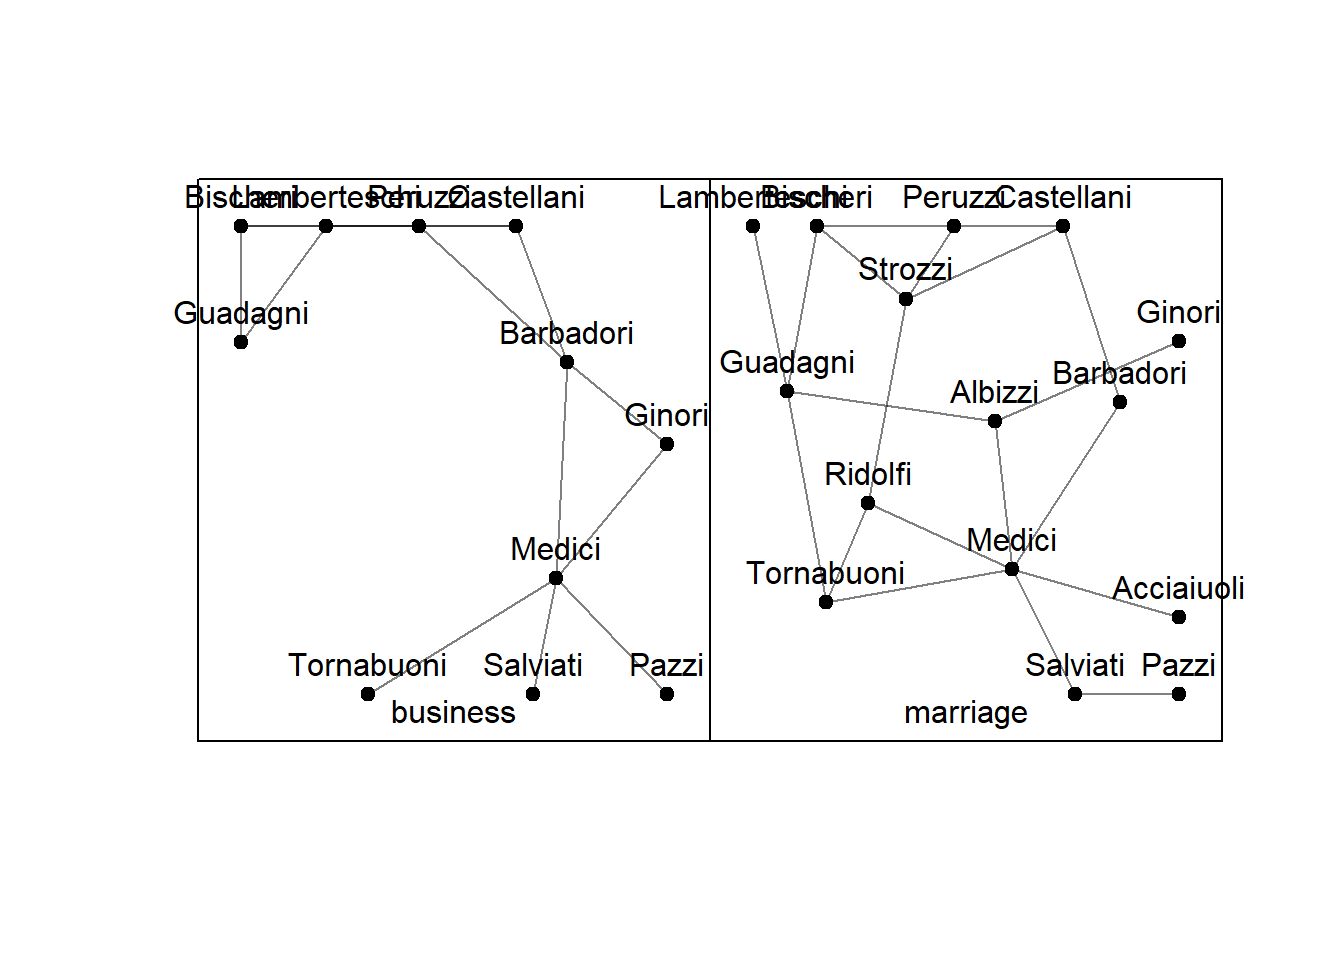 Bischeri
Lamberteschi
Peruzzi
Castellani
Guadagni
Barbadori
Ginori
Medici
Tornabuoni
Salviati
Pazzi
business
Lamberteschi
Bischeri
Peruzzi
Castellani
Strozzi
Ginori
Guadagni
Barbadori
Albizzi
Ridolfi
Medici
Tornabuoni
Acciaiuoli
Salviati
Pazzi
marriage